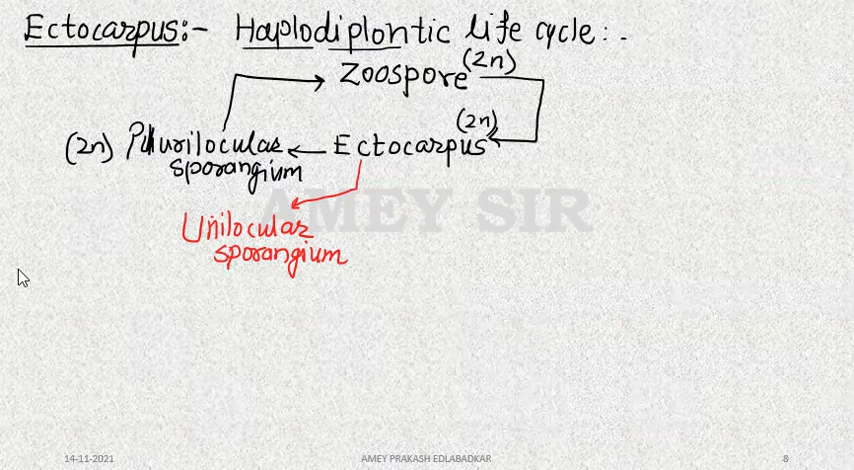 Ectocarpus:- Haplodiplontic life cycle:-
Zoospore (2n)
(2n)
(2n) Plurilocular ← Ectocarpus
sporangium
AMEY SIR
Unilocular
sporangium
14-11-2021 AMEY PRAKASH EDLABADKAR 8